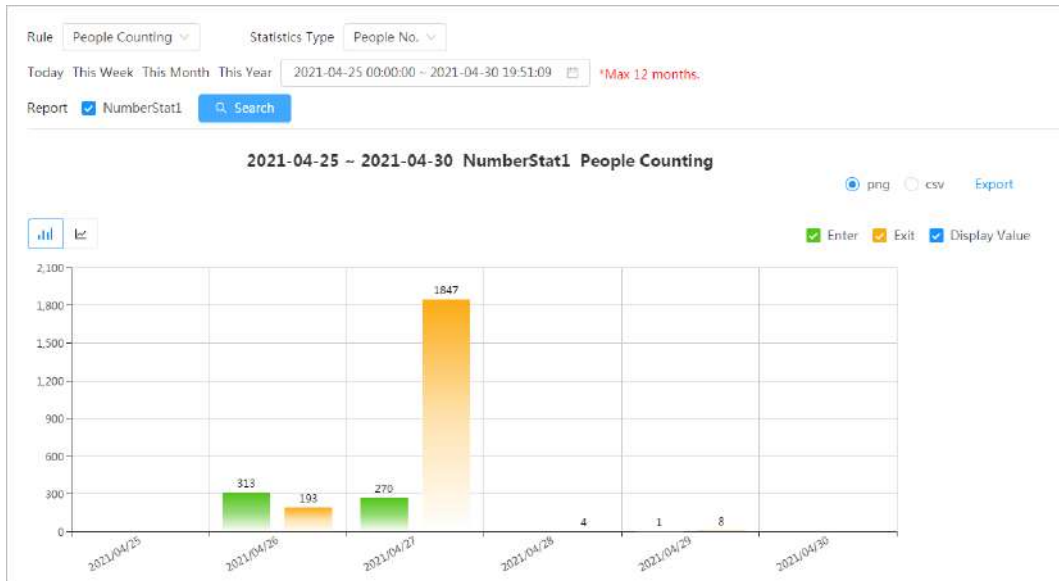 Rule People Counting Statistics Type People No.
Today This Week This Month This Year 2021-04-25 00:00:00 ~ 2021-04-30 19:51:09 *Max 12 months.
Report NumberStat1 Search
2021-04-25 ~ 2021-04-30 NumberStat1 People Counting
png csv Export
Enter Exit Display Value
2,100
1847
1,800
1,500
1,200
900
600
313 193 270
300
4 1 8
0
2021/04/25 2021/04/26 2021/04/27 2021/04/28 2021/04/29 2021/04/30